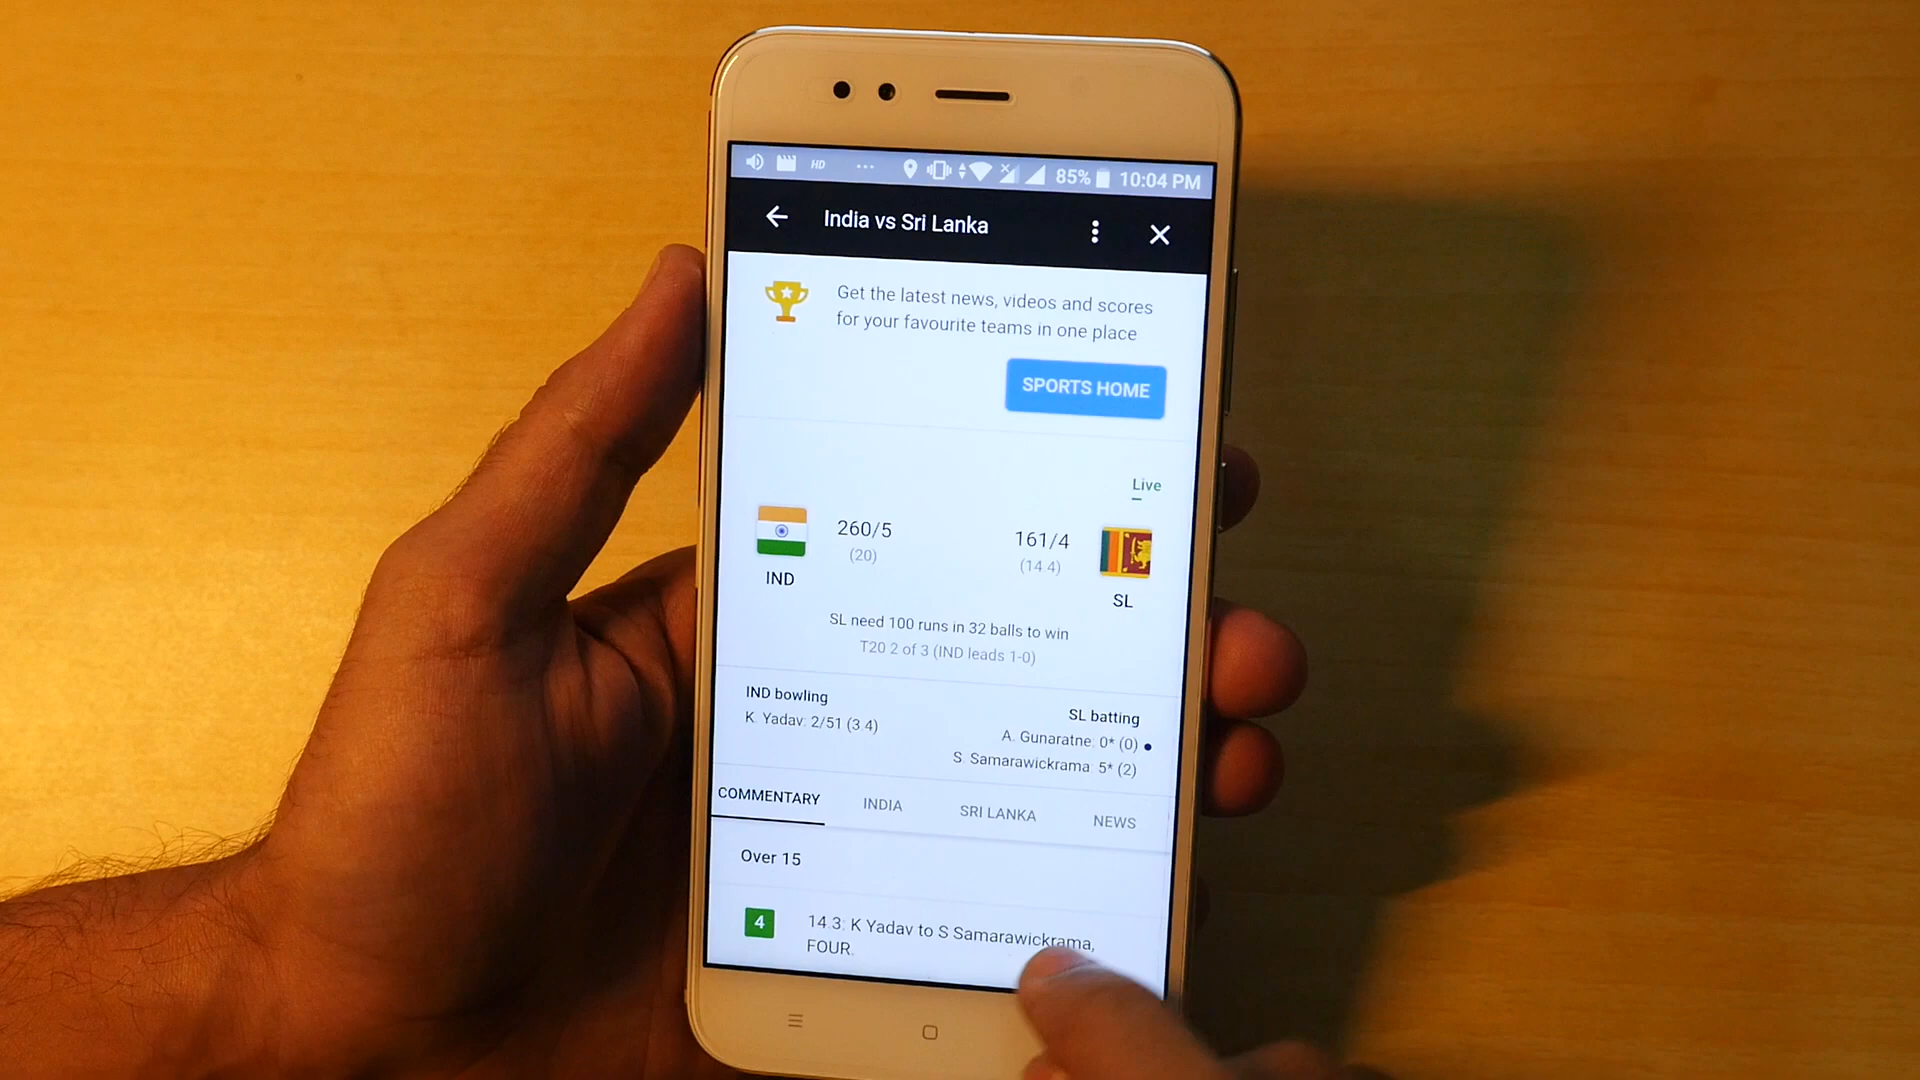 HD
85%
10:04 PM
India vs Sri Lanka
Get the latest news, videos and scores
for your favourite teams in one place
SPORTS HOME
Live
260/5
161/4
(20)
(14.4)
IND
SL
SL need 100 runs in 32 balls to win
T20 2 of 3 (IND leads 1-0)
IND bowling
K. Yadav: 2/51 (3.4)
SL batting
A. Gunaratne: 0* (0)
S. Samarawickrama: 5* (2)
COMMENTARY
INDIA
SRI LANKA
NEWS
Over 15
4
14.3: K Yadav to S Samarawickrama,
FOUR.